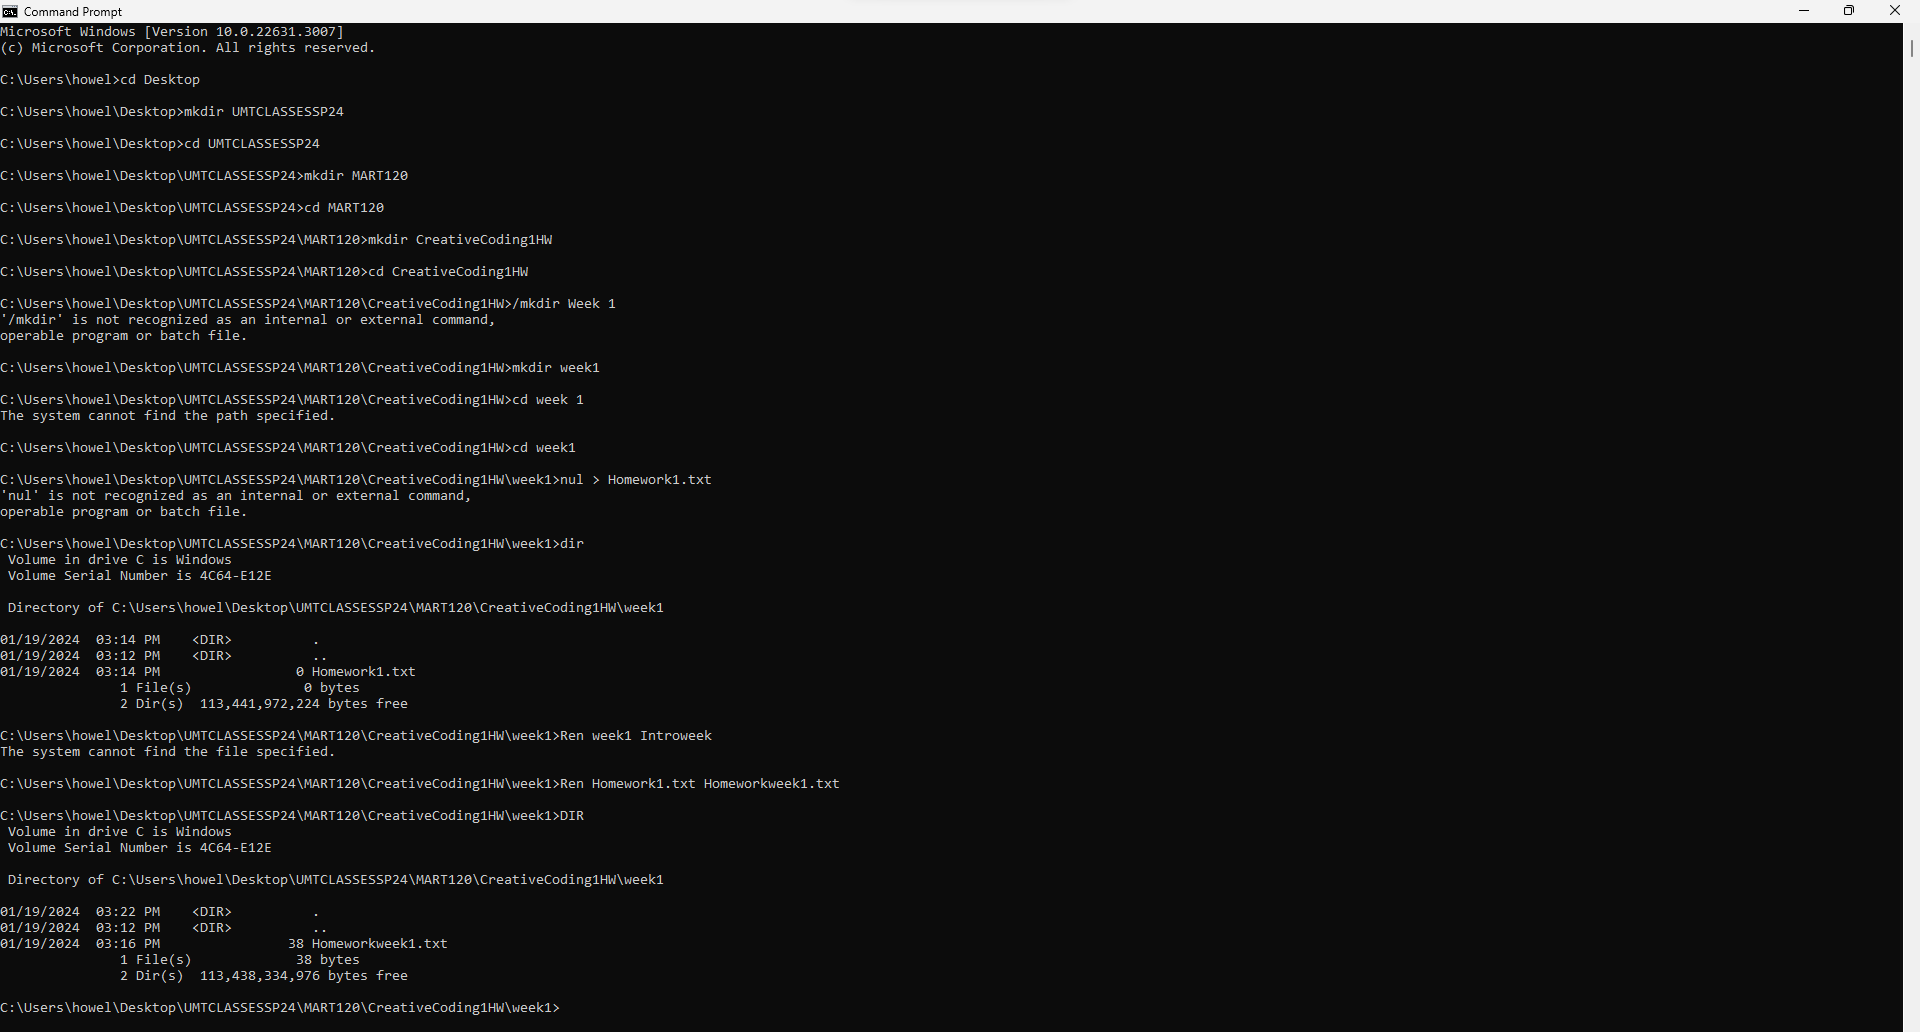 Command Prompt
Microsoft Windows [Version 10.0.22631.3007]
(c) Microsoft Corporation. All rights reserved.
C:\Users\howel>cd Desktop
C:\Users\howel\Desktop>mkdir UMTCLASSESSP24
C:\Users\howel\Desktop>cd UMTCLASSESSP24
C:\Users\howel\Desktop\UMTCLASSESSP24>mkdir MART120
C:\Users\howel\Desktop\UMTCLASSESSP24>cd MART120
C:\Users\howel\Desktop\UMTCLASSESSP24\MART120>mkdir CreativeCoding1HW
C:\Users\howel\Desktop\UMTCLASSESSP24\MART120>cd CreativeCoding1HW
C:\Users\howel\Desktop\UMTCLASSESSP24\MART120\CreativeCoding1HW>/mkdir Week 1
'/mkdir' is not recognized as an internal or external command,
operable program or batch file.
C:\Users\howel\Desktop\UMTCLASSESSP24\MART120\CreativeCoding1HW>mkdir week1
C:\Users\howel\Desktop\UMTCLASSESSP24\MART120\CreativeCoding1HW>cd week 1
The system cannot find the path specified.
C:\Users\howel\Desktop\UMTCLASSESSP24\MART120\CreativeCoding1HW>cd week1
C:\Users\howel\Desktop\UMTCLASSESSP24\MART120\CreativeCoding1HW\week1>nul > Homework1.txt
'nul' is not recognized as an internal or external command,
operable program or batch file.
C:\Users\howel\Desktop\UMTCLASSESSP24\MART120\CreativeCoding1HW\week1>dir
Volume in drive C is Windows
Volume Serial Number is 4C64-E12E
Directory of C:\Users\howel\Desktop\UMTCLASSESSP24\MART120\CreativeCoding1HW\week1
01/19/2024  03:14 PM    <DIR>          .
01/19/2024  03:12 PM    <DIR>          ..
01/19/2024  03:14 PM                 0 Homework1.txt
1 File(s)              0 bytes
2 Dir(s)  113,441,972,224 bytes free
C:\Users\howel\Desktop\UMTCLASSESSP24\MART120\CreativeCoding1HW\week1>Ren week1 Introweek
The system cannot find the file specified.
C:\Users\howel\Desktop\UMTCLASSESSP24\MART120\CreativeCoding1HW\week1>Ren Homework1.txt Homeworkweek1.txt
C:\Users\howel\Desktop\UMTCLASSESSP24\MART120\CreativeCoding1HW\week1>DIR
Volume in drive C is Windows
Volume Serial Number is 4C64-E12E
Directory of C:\Users\howel\Desktop\UMTCLASSESSP24\MART120\CreativeCoding1HW\week1
01/19/2024  03:22 PM    <DIR>          .
01/19/2024  03:12 PM    <DIR>          ..
01/19/2024  03:16 PM                38 Homeworkweek1.txt
1 File(s)             38 bytes
2 Dir(s)  113,438,334,976 bytes free
C:\Users\howel\Desktop\UMTCLASSESSP24\MART120\CreativeCoding1HW\week1>